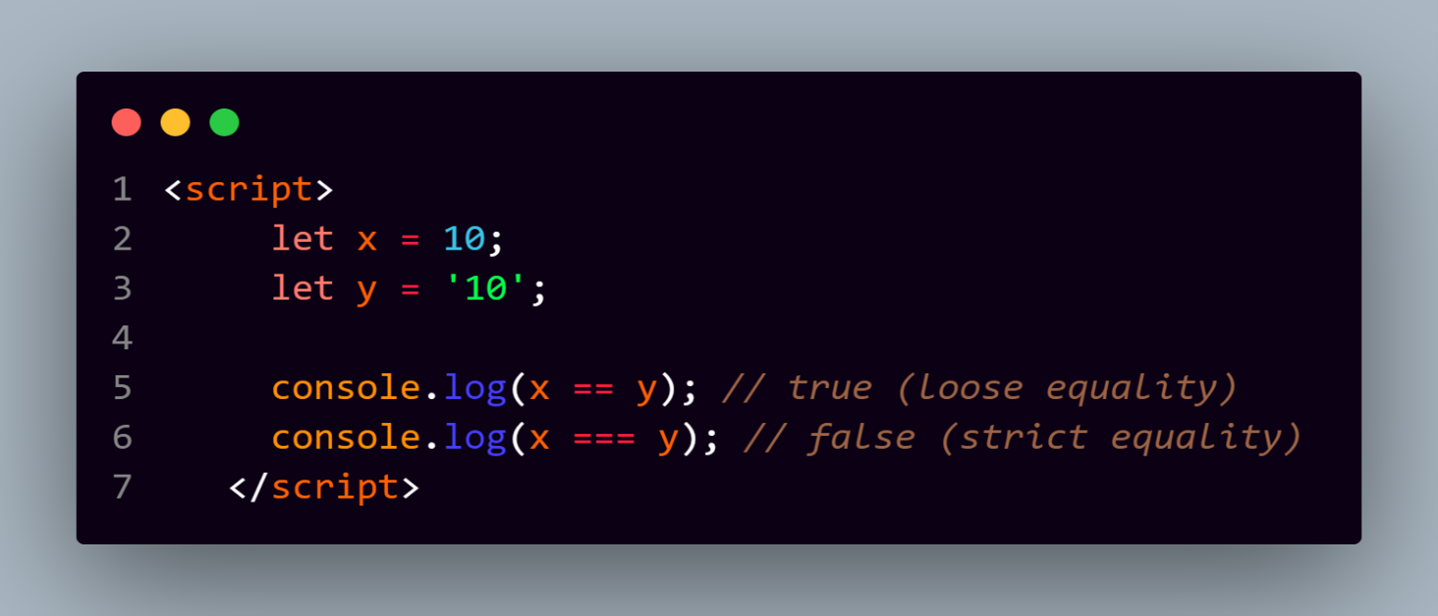 1 <script>
2 let x = 10;
3 let y = '10';
4
5 console.log(x == y); // true (loose equality)
6 console.log(x === y); // false (strict equality)
7 </script>